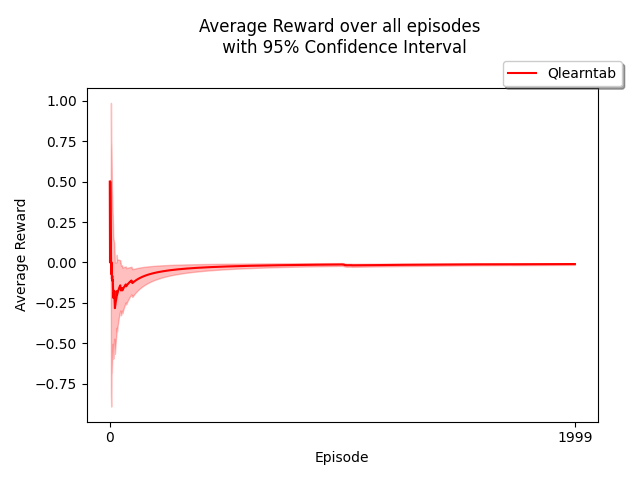 Average Reward over all episodes
with 95% Confidence Interval
Qlearntab
1.00
0.75
0.50
0.25
0.00
−0.25
−0.50
−0.75
Average Reward
0
1999
Episode